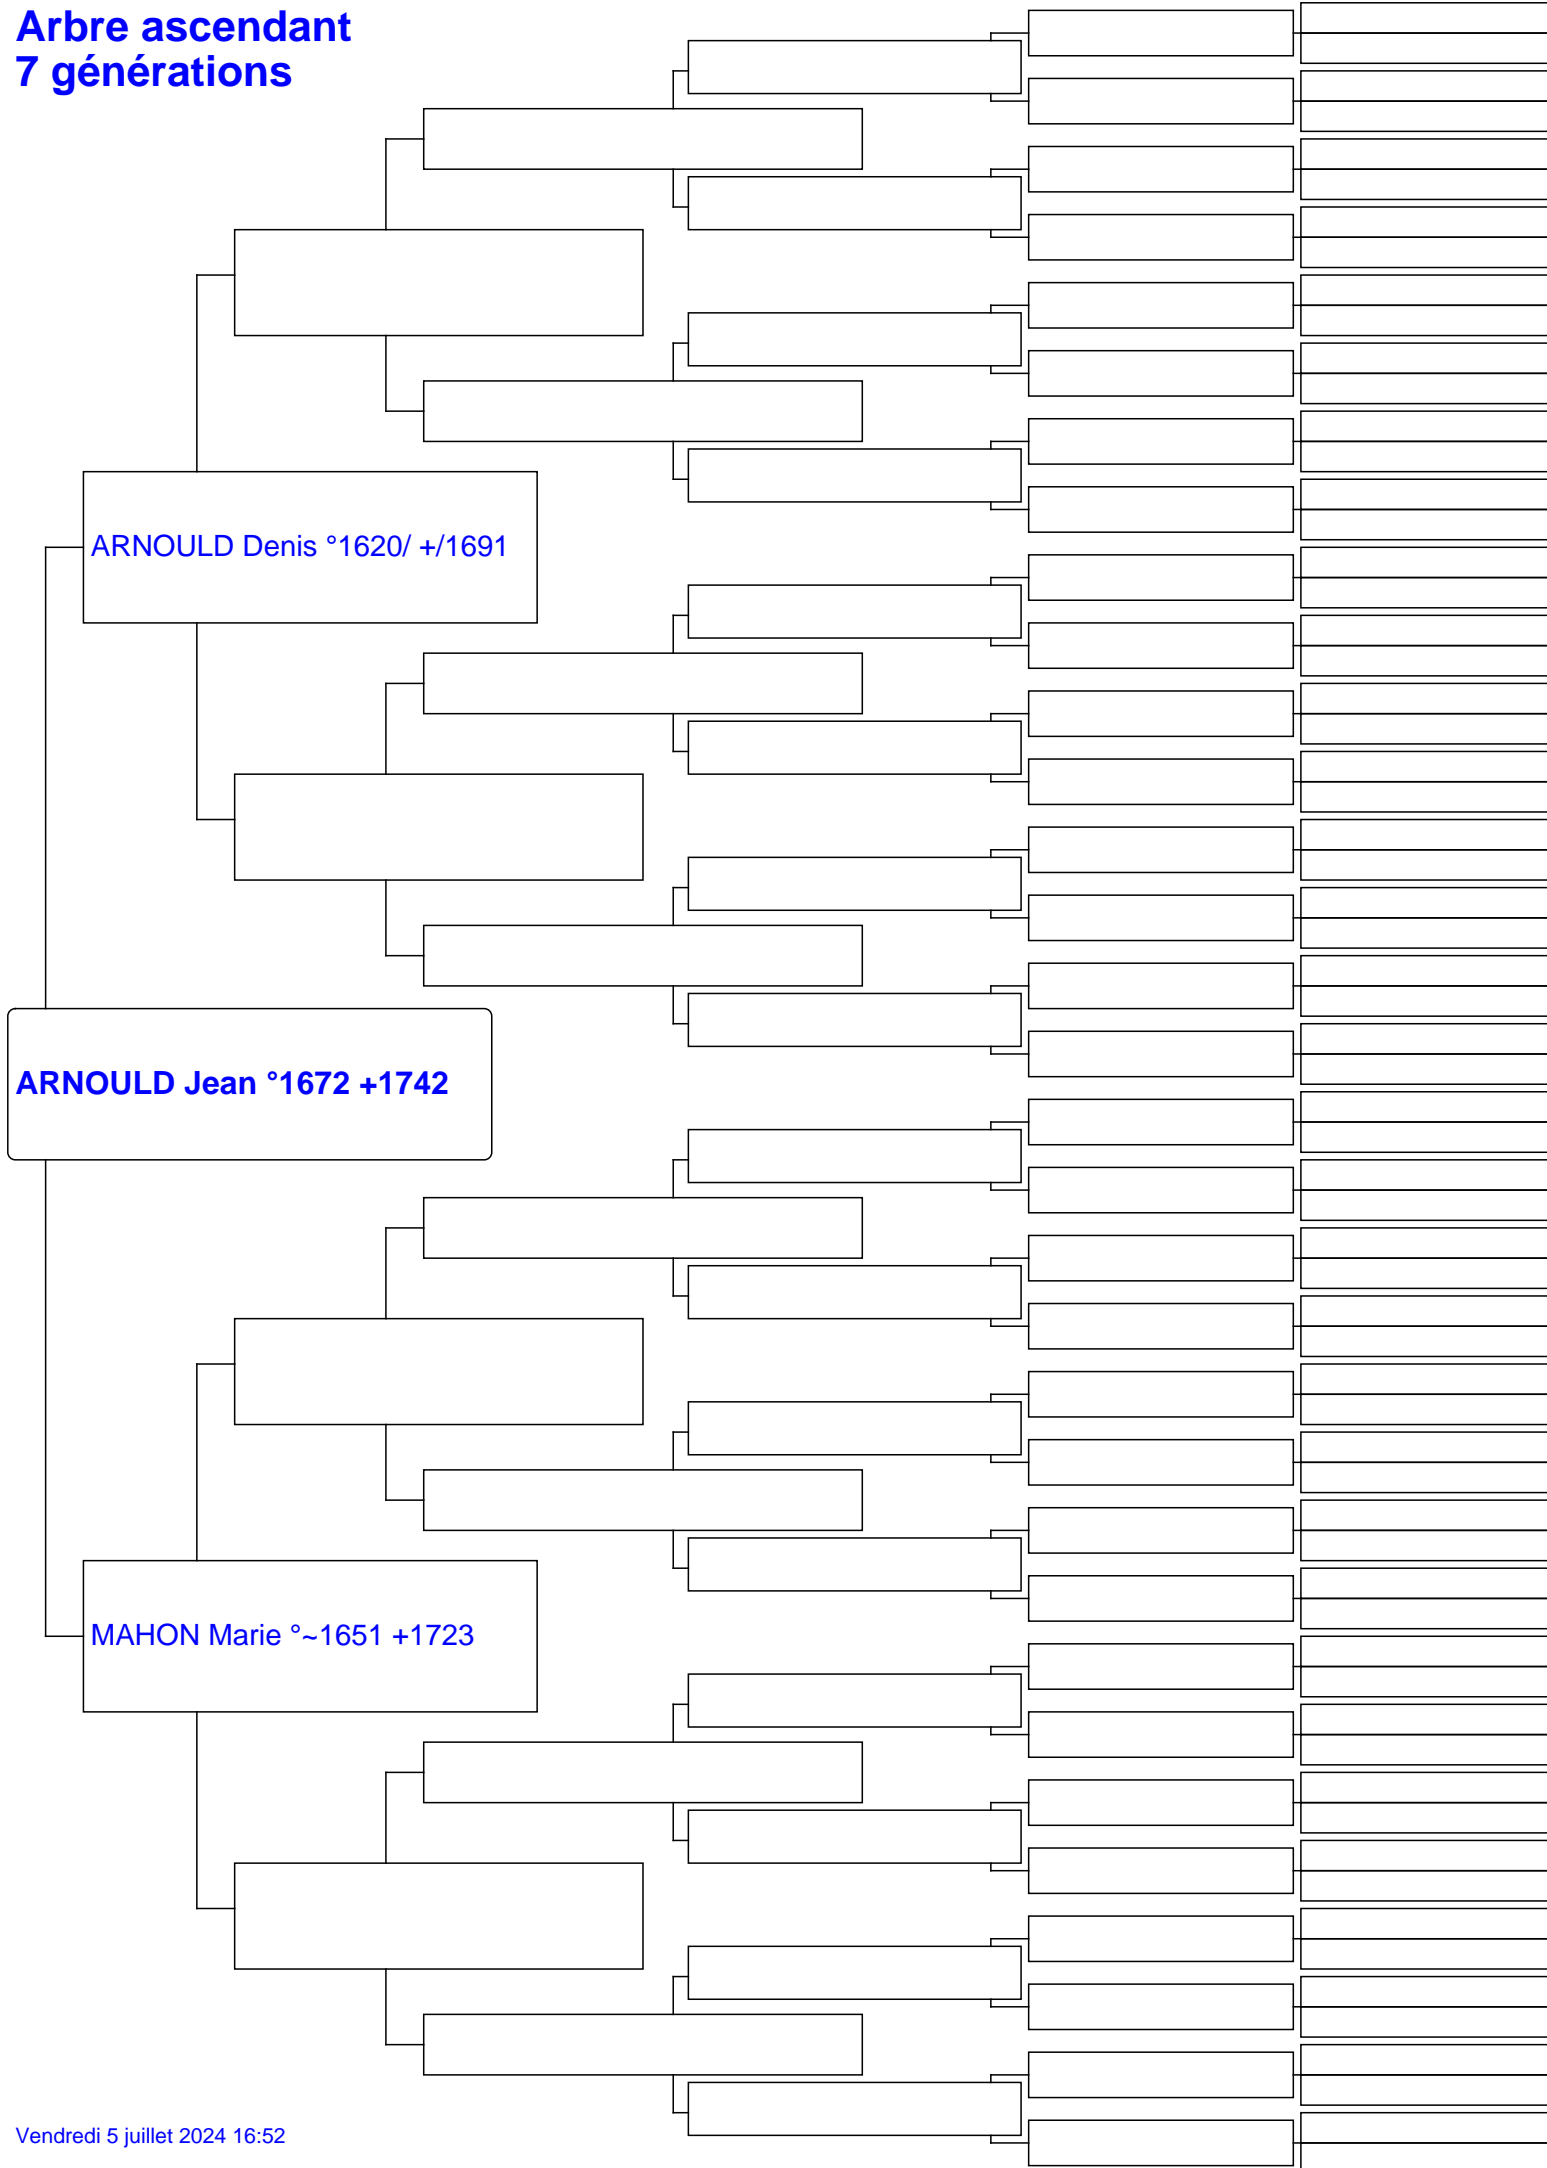 Arbre ascendant
7 générations
ARNOULD Denis °1620/ +/1691
ARNOULD Jean °1672 +1742
MAHON Marie °~1651 +1723
Vendredi 5 juillet 2024 16:52